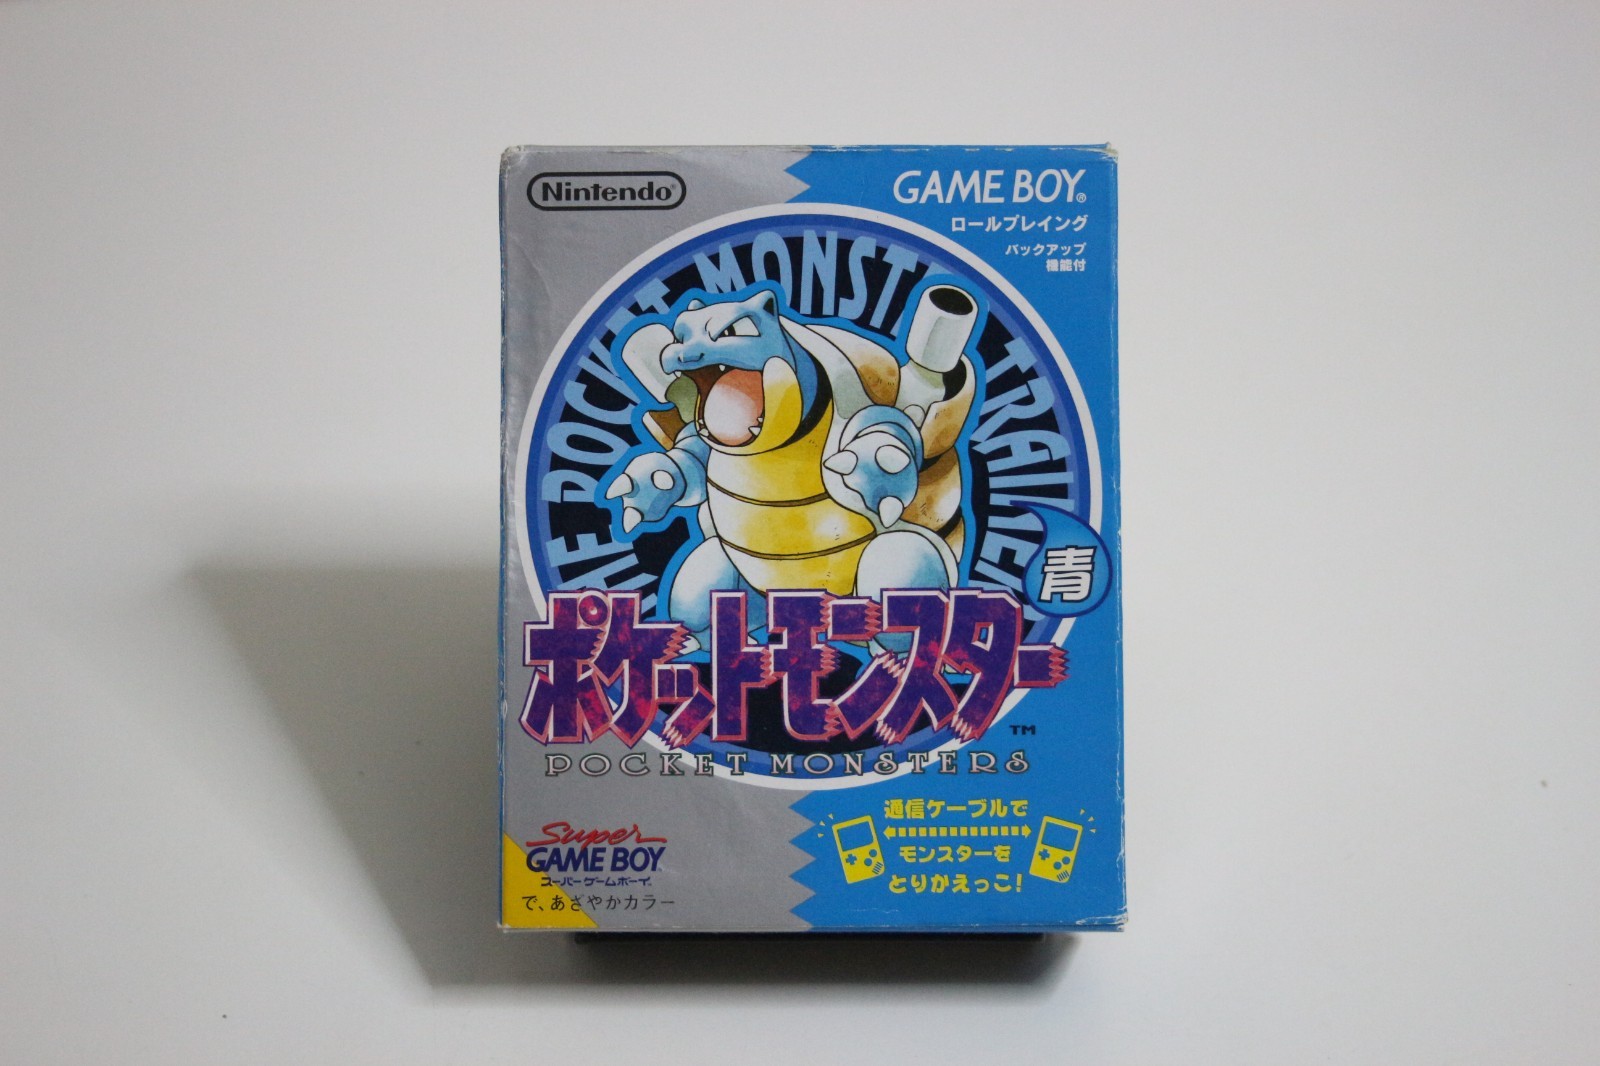 Nintendo®
GAME BOY®
ロールプレイング
バックアップ
機能付
THE POCKET MONSTER TRAINER
青
ポケットモンスター
TM
POCKET MONSTERS
通信ケーブルで
モンスターを
とりかえっこ!
Super
GAME BOY
スーパーゲームボーイ
で、あざやかカラー